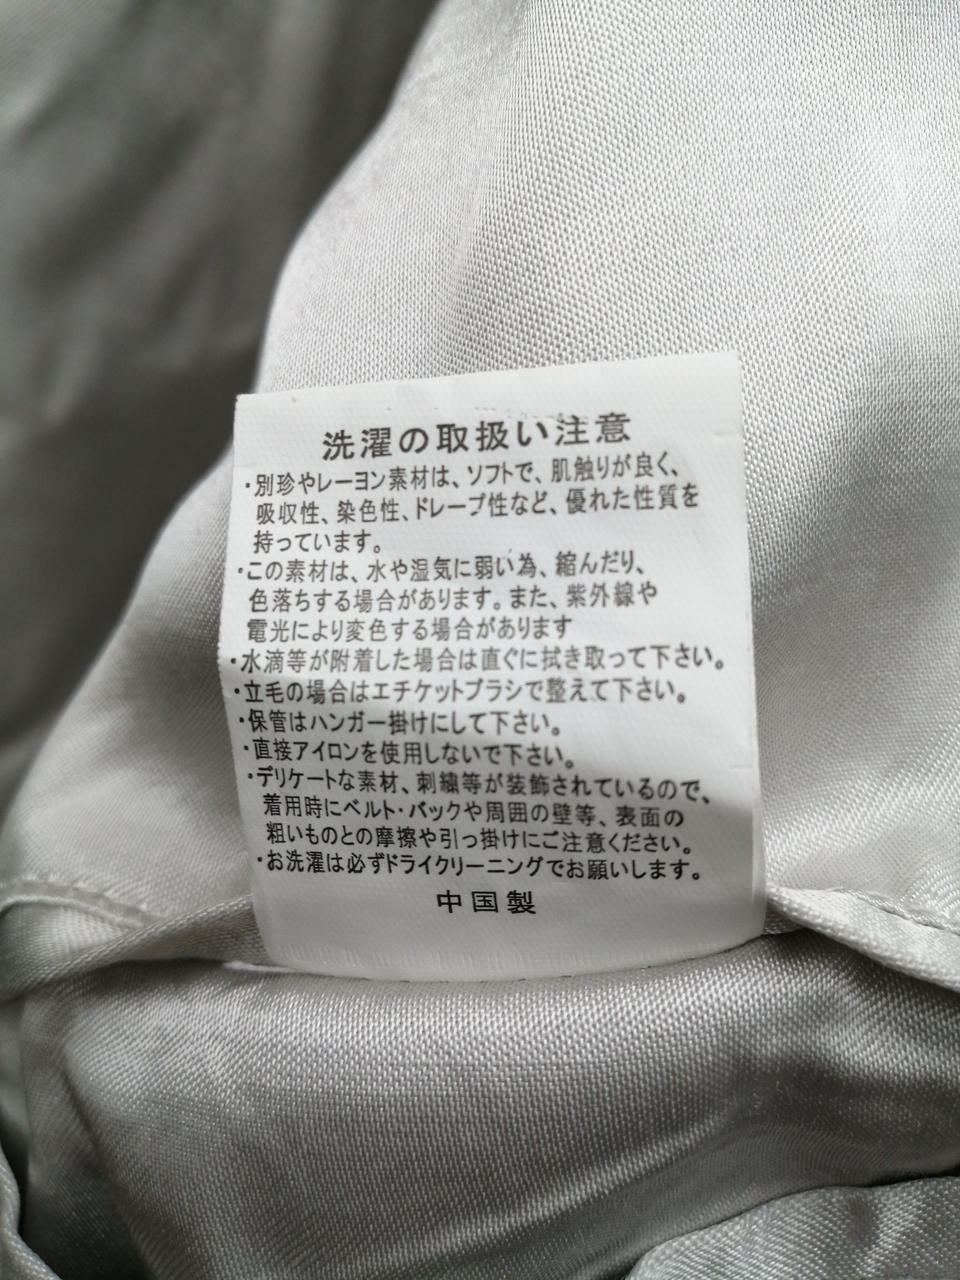 洗濯の取扱い注意
・別珍やレーヨン素材は、ソフトで、肌触りが良く、
吸収性、染色性、ドレープ性など、優れた性質を
持っています。
・この素材は、水や湿気に弱い為、縮んだり、
色落ちする場合があります。また、紫外線や
電光により変色する場合があります
・水滴等が附着した場合は直ぐに拭き取って下さい。
・立毛の場合はエチケットブラシで整えて下さい。
・保管はハンガー掛けにして下さい。
・直接アイロンを使用しないで下さい。
・デリケートな素材、刺繍等が装飾されているので、
着用時にベルト・バックや周囲の壁等、表面の
粗いものとの摩擦や引っ掛けにご注意ください。
・お洗濯は必ずドライクリーニングでお願いします。
中国製